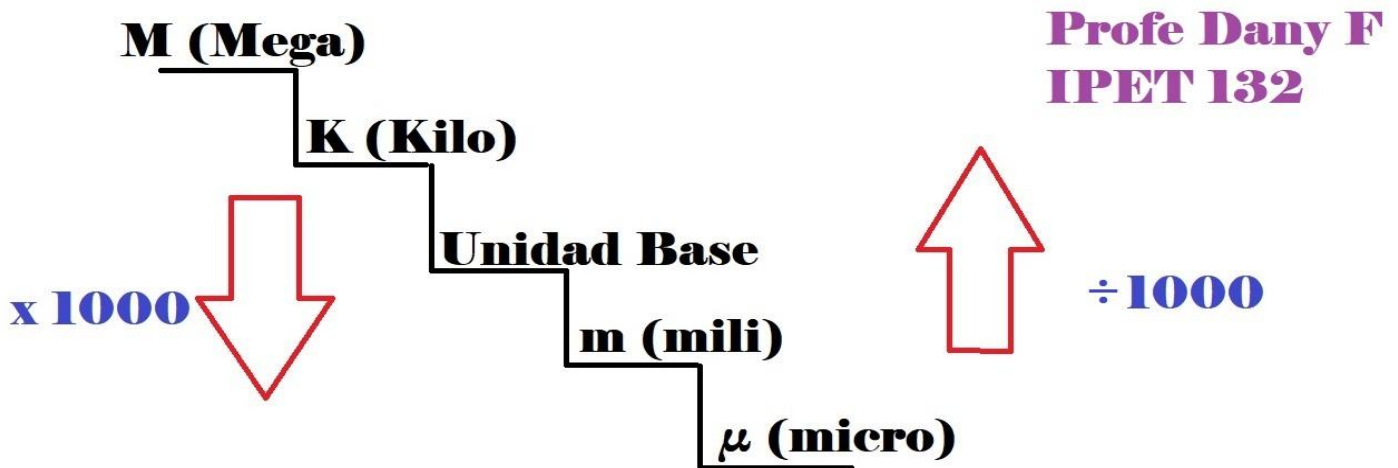 M (Mega)
Profe Dany F
IPET 132
K (Kilo)
Unidad Base
x 1000
÷1000
m (mili)
μ (micro)